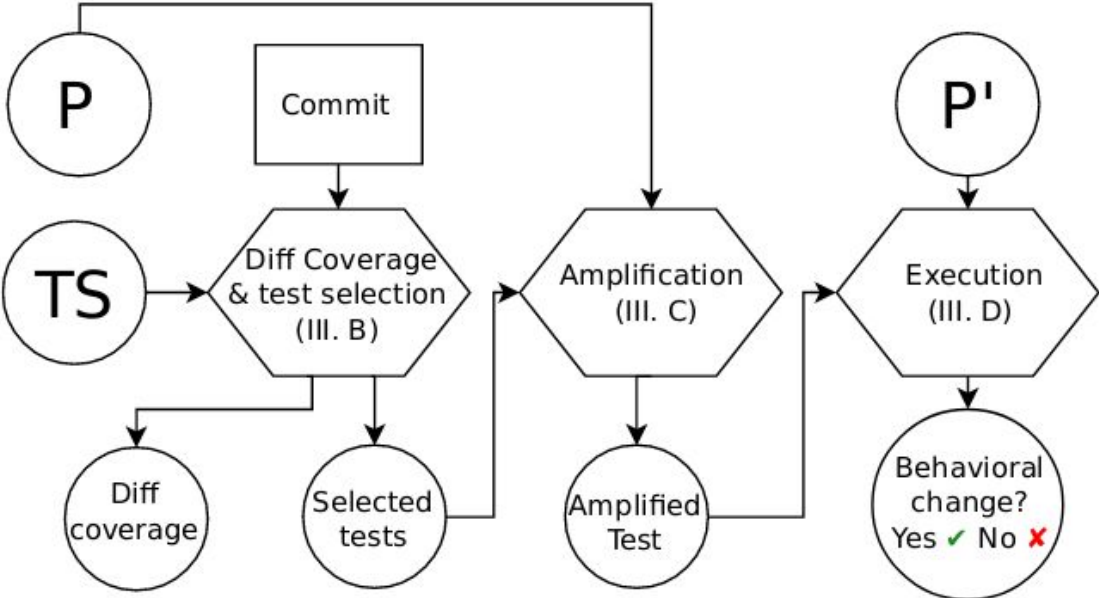 P
Commit
P'
TS
Diff Coverage
& test selection
(III. B)
Amplification
(III. C)
Execution
(III. D)
Diff
coverage
Selected
tests
Amplified
Test
Behavioral
change?
Yes ✔ No ✘